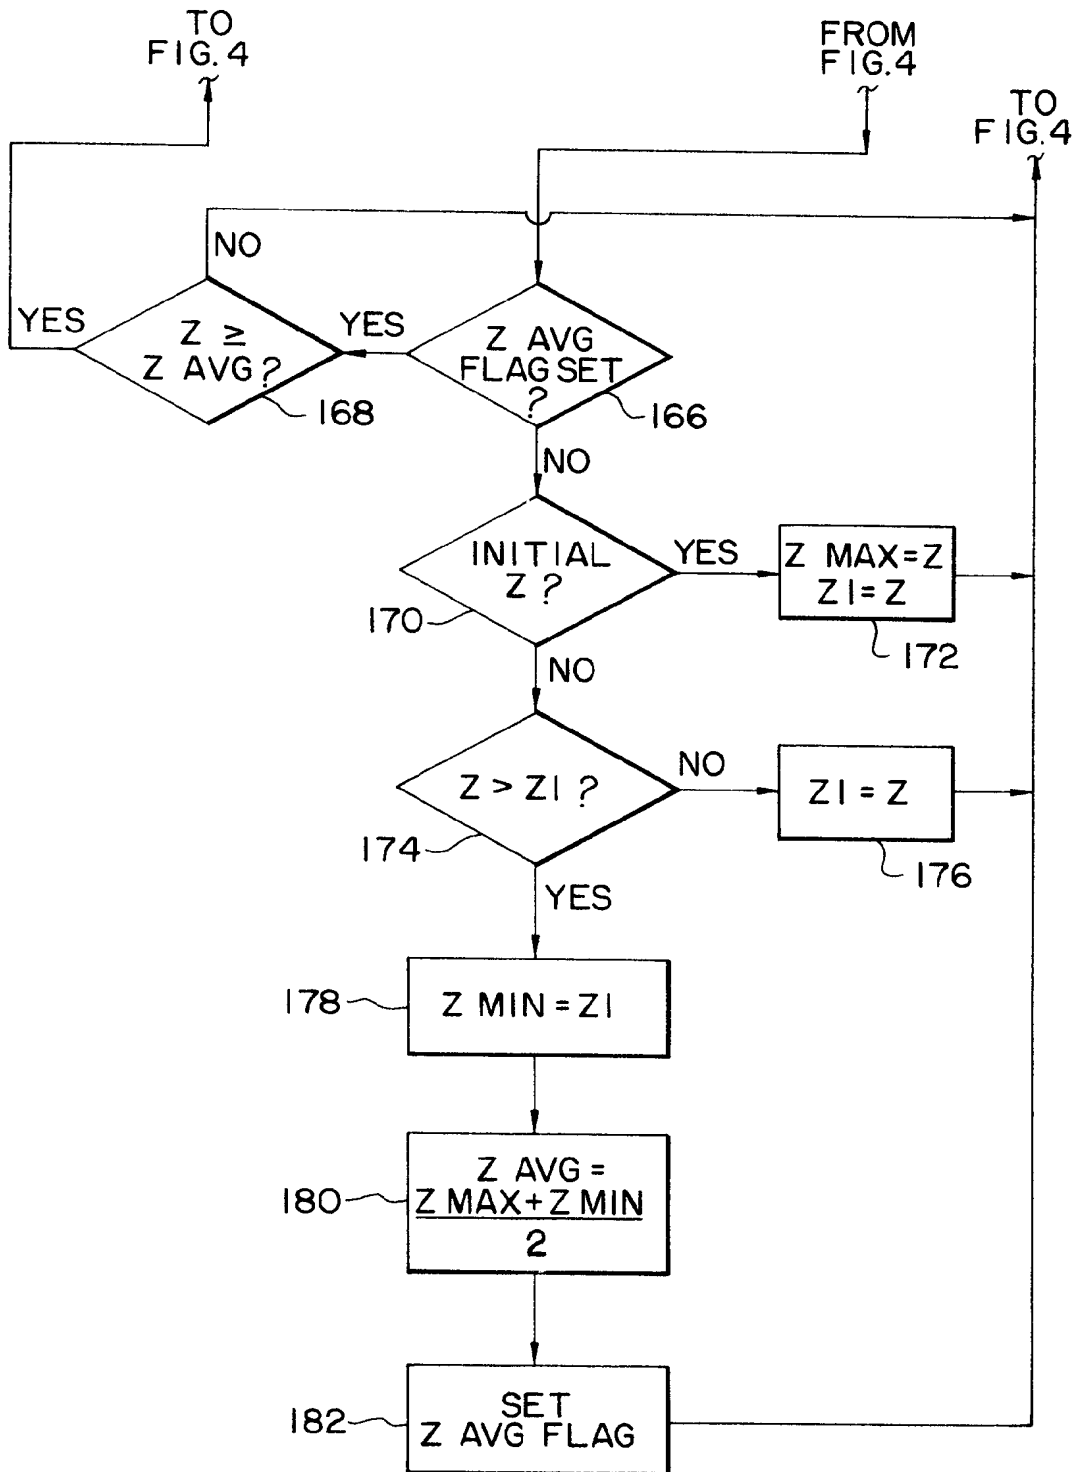 TO
FIG. 4
FROM
FIG. 4
TO
FIG. 4
NO
YES
Z ≥
Z AVG ?
168
YES
Z AVG
FLAG SET
?
166
NO
INITIAL
Z ?
170
YES
Z MAX = Z
Z1 = Z
172
NO
Z > Z1 ?
174
NO
Z1 = Z
176
YES
178
Z MIN = Z1
180
Z AVG =
Z MAX + Z MIN
2
182
SET
Z AVG FLAG